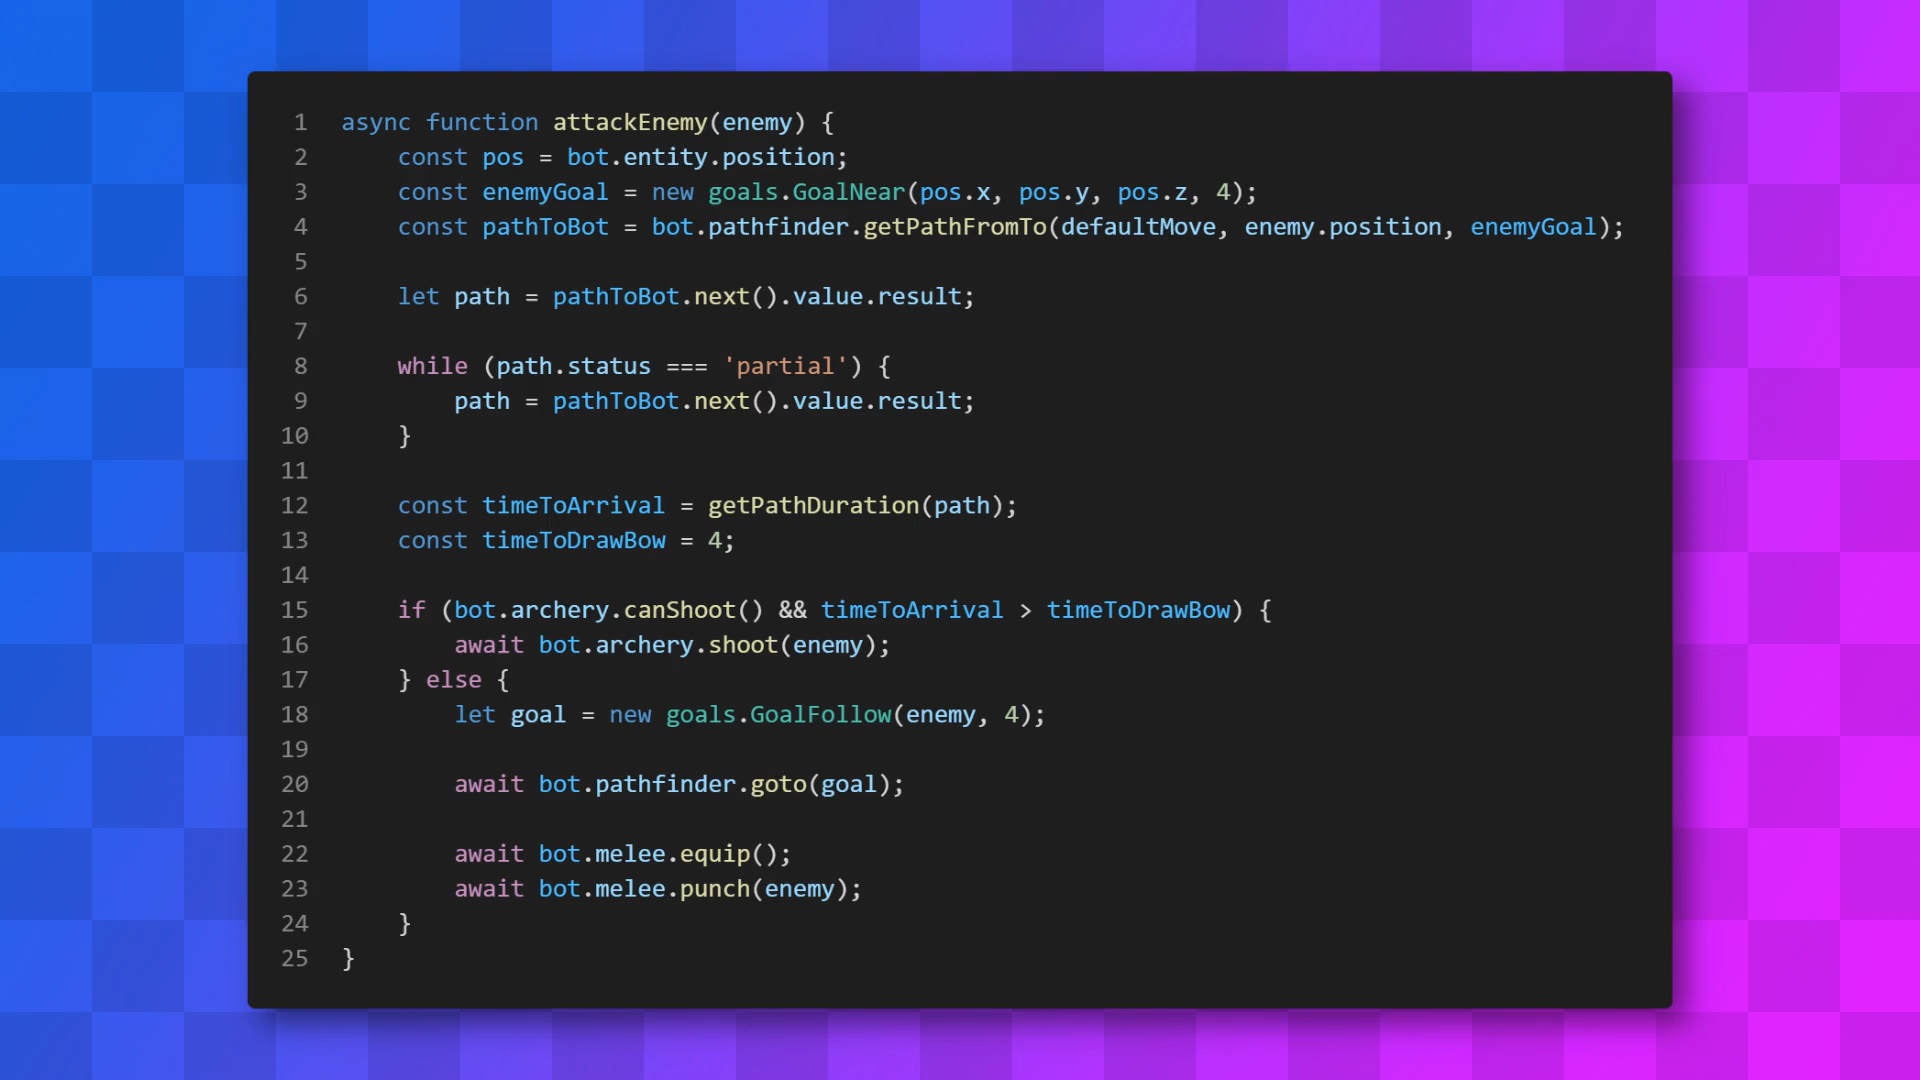 1 async function attackEnemy(enemy) {
2     const pos = bot.entity.position;
3     const enemyGoal = new goals.GoalNear(pos.x, pos.y, pos.z, 4);
4     const pathToBot = bot.pathfinder.getPathFromTo(defaultMove, enemy.position, enemyGoal);
5
6     let path = pathToBot.next().value.result;
7
8     while (path.status === 'partial') {
9         path = pathToBot.next().value.result;
10     }
11
12     const timeToArrival = getPathDuration(path);
13     const timeToDrawBow = 4;
14
15     if (bot.archery.canShoot() && timeToArrival > timeToDrawBow) {
16         await bot.archery.shoot(enemy);
17     } else {
18         let goal = new goals.GoalFollow(enemy, 4);
19
20         await bot.pathfinder.goto(goal);
21
22         await bot.melee.equip();
23         await bot.melee.punch(enemy);
24     }
25 }